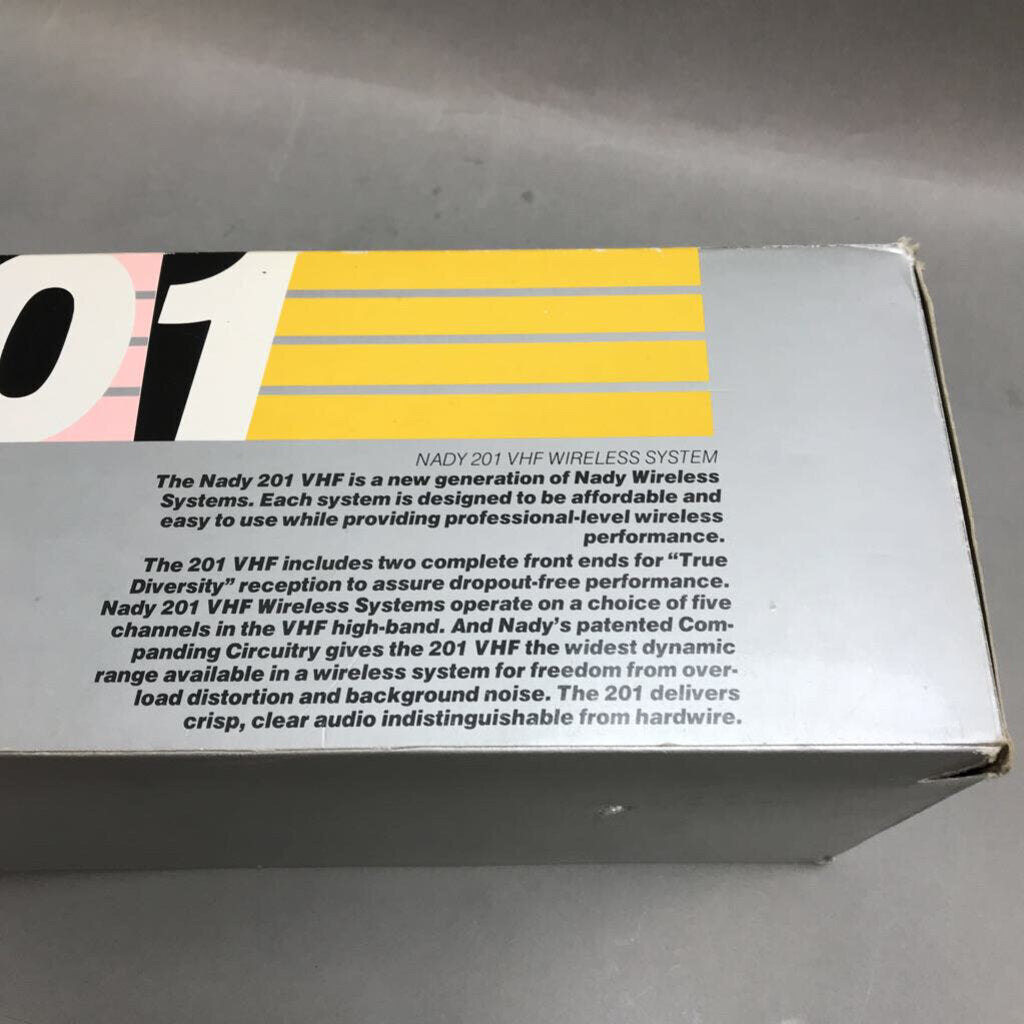 01
NADY 201 VHF WIRELESS SYSTEM
The Nady 201 VHF is a new generation of Nady Wireless
Systems. Each system is designed to be affordable and
easy to use while providing professional-level wireless
performance.
The 201 VHF includes two complete front ends for “True
Diversity” reception to assure dropout-free performance.
Nady 201 VHF Wireless Systems operate on a choice of five
channels in the VHF high-band. And Nady’s patented Com-
panding Circuitry gives the 201 VHF the widest dynamic
range available in a wireless system for freedom from over-
load distortion and background noise. The 201 delivers
crisp, clear audio indistinguishable from hardwire.